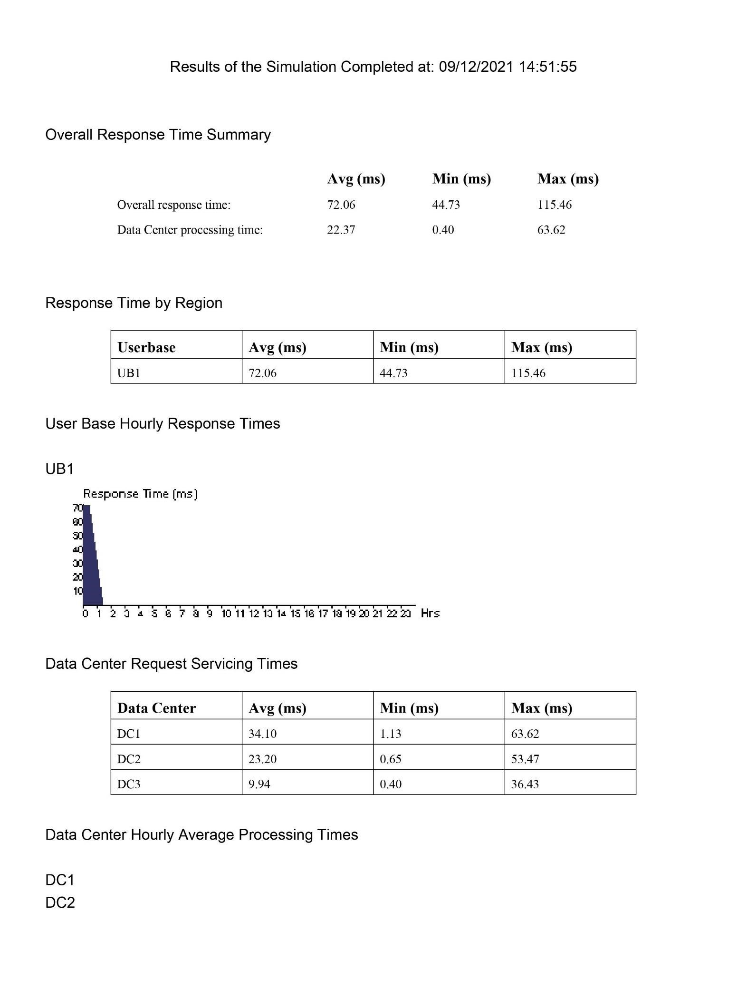 Results of the Simulation Completed at: 09/12/2021 14:51:55
Overall Response Time Summary
Avg (ms) Min (ms) Max (ms)
Overall response time: 72.06 44.73 115.46
Data Center processing time: 22.37 0.40 63.62
Response Time by Region
Userbase Avg (ms) Min (ms) Max (ms)
UB1 72.06 44.73 115.46
User Base Hourly Response Times
UB1
Response Time (ms)
70
60
50
40
30
20
10
0 1 2 3 4 5 6 7 8 9 10 11 12 13 14 15 16 17 18 19 20 21 22 23 Hrs
Data Center Request Servicing Times
Data Center Avg (ms) Min (ms) Max (ms)
DC1 34.10 1.13 63.62
DC2 23.20 0.65 53.47
DC3 9.94 0.40 36.43
Data Center Hourly Average Processing Times
DC1
DC2